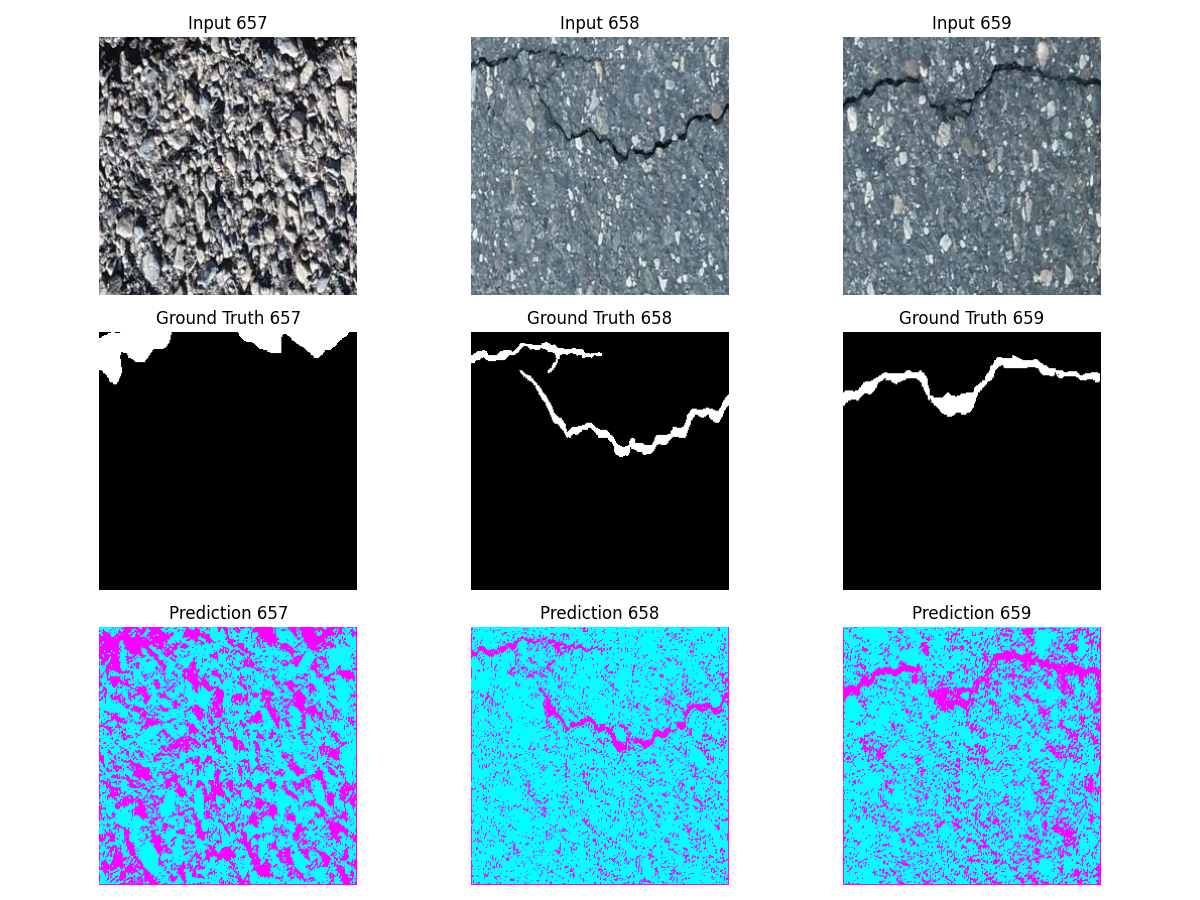 Input 657
Input 658
Input 659
Ground Truth 657
Ground Truth 658
Ground Truth 659
Prediction 657
Prediction 658
Prediction 659